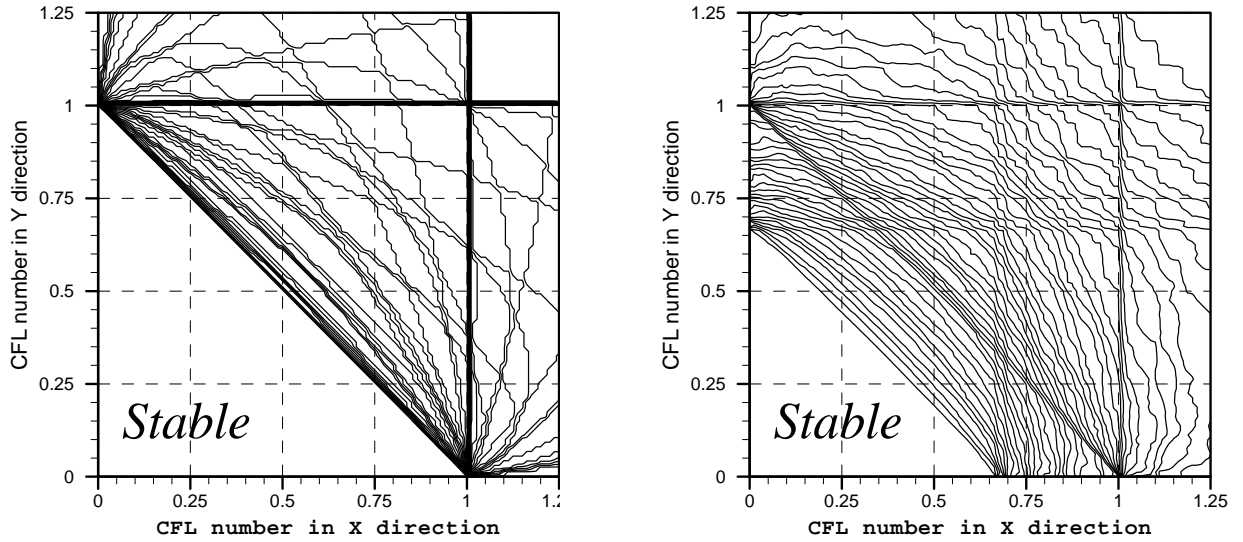 1.25
1
0.75
0.5
0.25
0
CFL number in Y direction
Stable
0 0.25 0.5 0.75 1 1.2
CFL number in X direction
1.25
1
0.75
0.5
0.25
0
CFL number in Y direction
Stable
0 0.25 0.5 0.75 1 1.25
CFL number in X direction